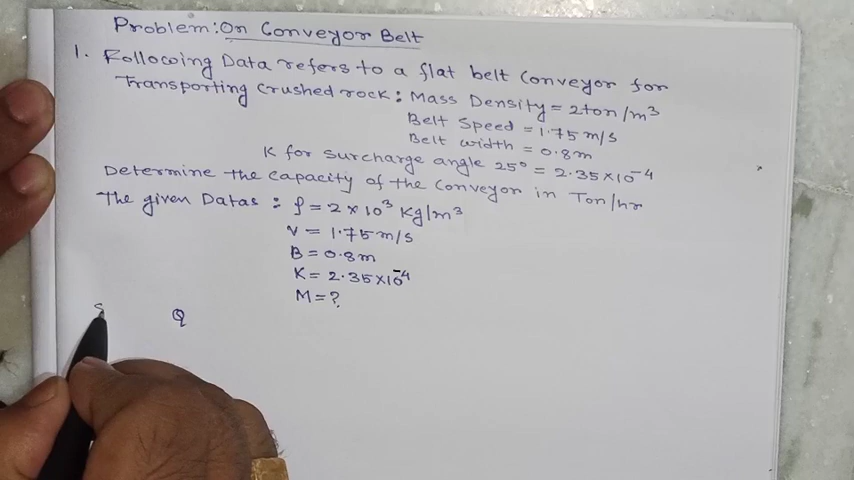 Problem: On Conveyor Belt
1. Following Data refers to a flat belt Conveyor for
Transporting Crushed rock: Mass Density = 2ton/m³
Belt Speed = 1.75 m/s
Belt width = 0.8m
K for surcharge angle 25° = 2.35×10⁻⁴
Determine the capacity of the Conveyor in Ton/hr
The given Datas : ρ = 2×10³ Kg/m³
V = 1.75 m/s
B = 0.8m
K = 2.35×10⁻⁴
M = ?
S Q